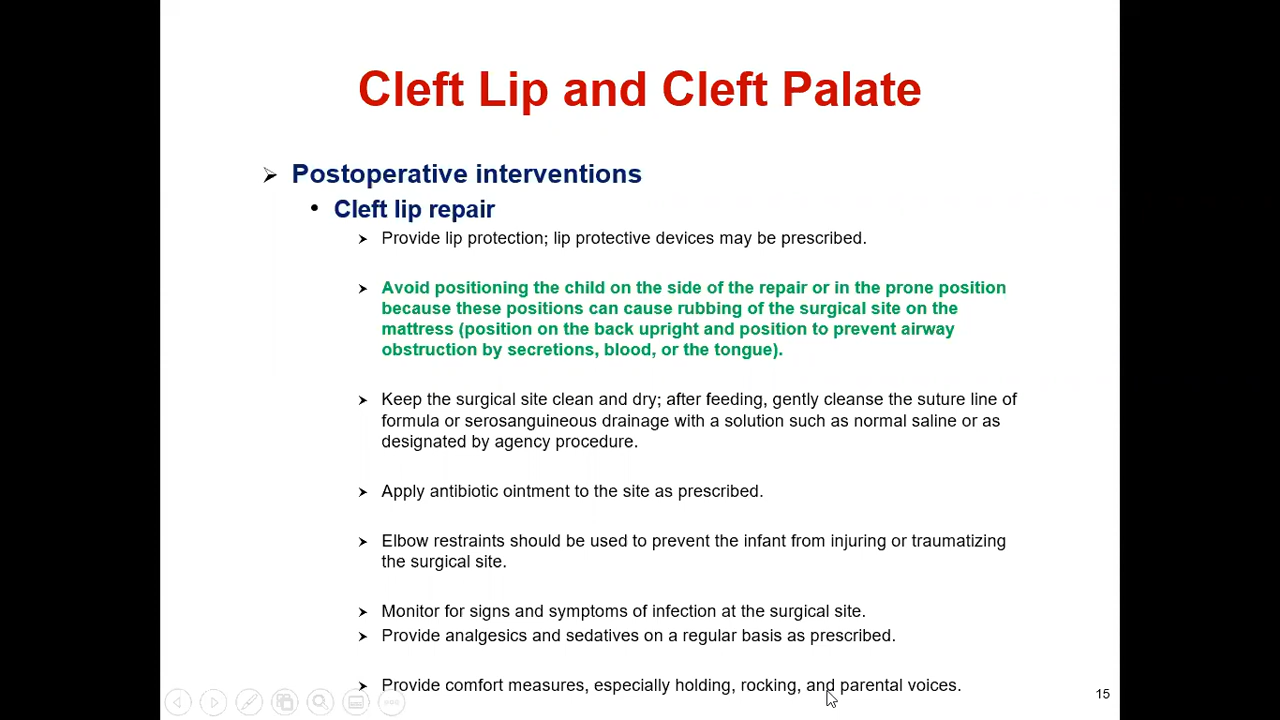 Cleft Lip and Cleft Palate
Postoperative interventions
Cleft lip repair
Provide lip protection; lip protective devices may be prescribed.
Avoid positioning the child on the side of the repair or in the prone position
because these positions can cause rubbing of the surgical site on the
mattress (position on the back upright and position to prevent airway
obstruction by secretions, blood, or the tongue).
Keep the surgical site clean and dry; after feeding, gently cleanse the suture line of
formula or serosanguineous drainage with a solution such as normal saline or as
designated by agency procedure.
Apply antibiotic ointment to the site as prescribed.
Elbow restraints should be used to prevent the infant from injuring or traumatizing
the surgical site.
Monitor for signs and symptoms of infection at the surgical site.
Provide analgesics and sedatives on a regular basis as prescribed.
Provide comfort measures, especially holding, rocking, and parental voices.
15